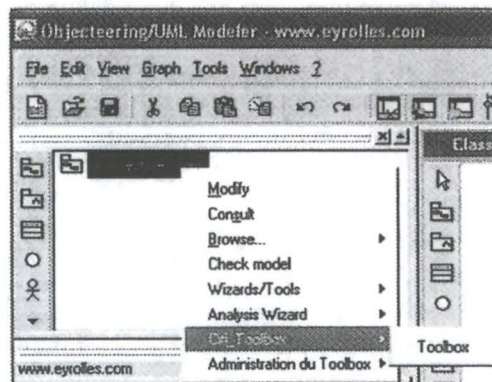 Objecteering/UML Modeler - www.eyrolles.com
File Edit View Graph Tools Windows ?
Class
Modify
Consult
Browse...
Check model
Wizards/Tools
Analysis Wizard
Toolbox
Administration du Toolbox
www.eyrolles.com